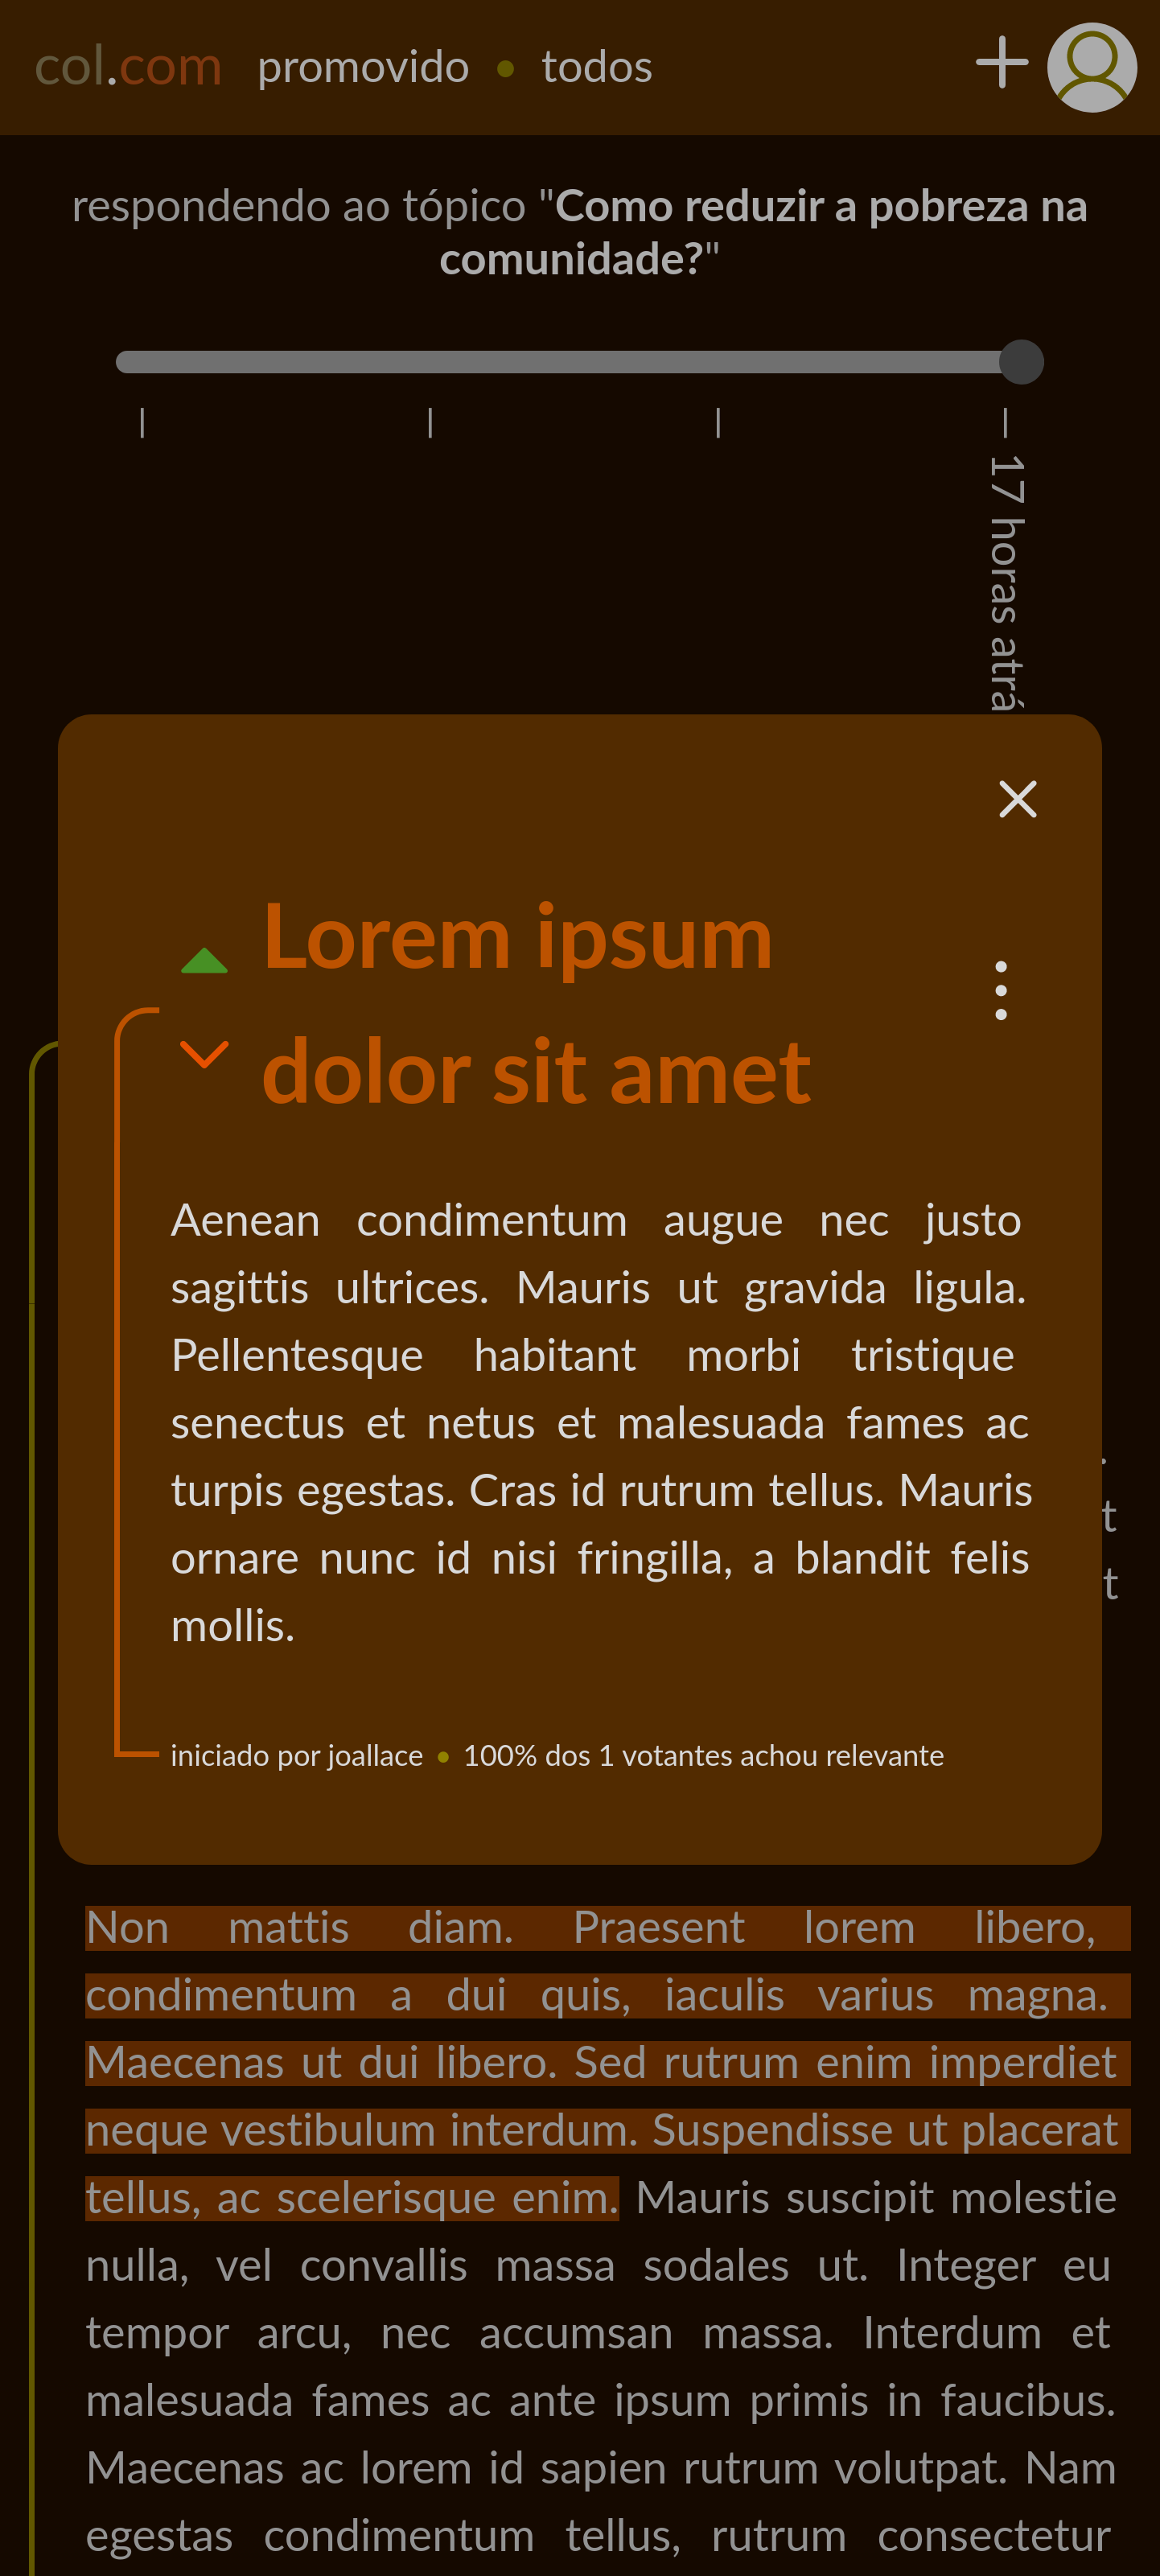 col.com promovido • todos
respondendo ao tópico "Como reduzir a pobreza na
comunidade?"
17 horas atrá
Lorem ipsum
dolor sit amet
Aenean condimentum augue nec justo
sagittis ultrices. Mauris ut gravida ligula.
Pellentesque habitant morbi tristique
senectus et netus et malesuada fames ac
turpis egestas. Cras id rutrum tellus. Mauris
ornare nunc id nisi fringilla, a blandit felis
mollis.
iniciado por joallace • 100% dos 1 votantes achou relevante
Non mattis diam. Praesent lorem libero,
condimentum a dui quis, iaculis varius magna.
Maecenas ut dui libero. Sed rutrum enim imperdiet
neque vestibulum interdum. Suspendisse ut placerat
tellus, ac scelerisque enim. Mauris suscipit molestie
nulla, vel convallis massa sodales ut. Integer eu
tempor arcu, nec accumsan massa. Interdum et
malesuada fames ac ante ipsum primis in faucibus.
Maecenas ac lorem id sapien rutrum volutpat. Nam
egestas condimentum tellus, rutrum consectetur